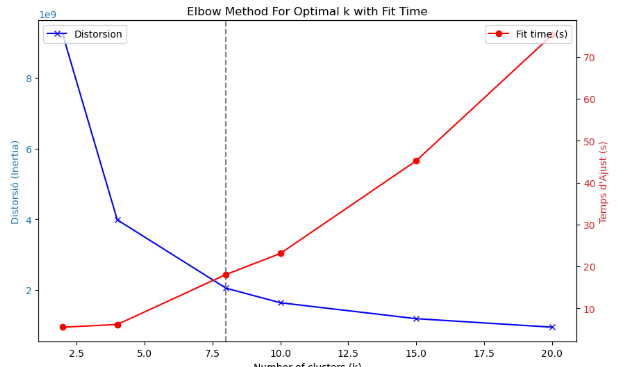 Elbow Method For Optimal k with Fit Time
1e9
Distorsion
Fit time (s)
8
6
4
2
Distorsió (Inertia)
70
60
50
40
30
20
10
Temps d'Ajust (s)
2.5 5.0 7.5 10.0 12.5 15.0 17.5 20.0
Number of clusters (k)